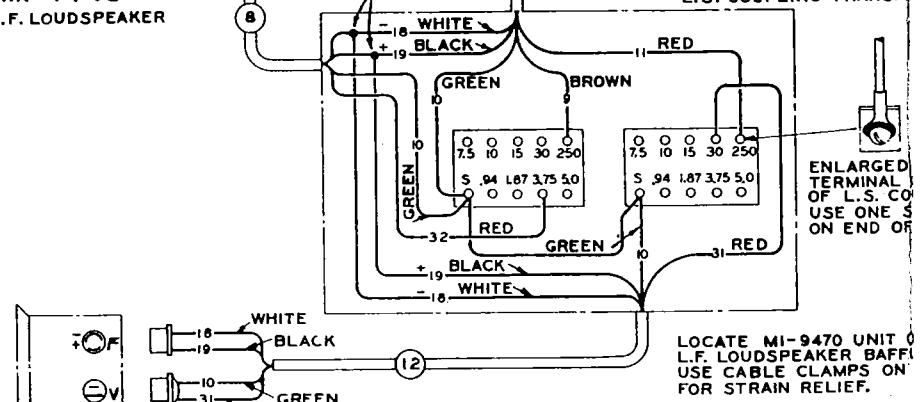 L.F. LOUDSPEAKER
8
- 18 WHITE
+ 19 BLACK
11 RED
GREEN
10
BROWN
9
10
GREEN
7.5 10 15 30 250
S .94 1.87 3.75 5.0
7.5 10 15 30 250
S .94 1.87 3.75 5.0
32 RED
GREEN
10
31 RED
+ 19 BLACK
- 18 WHITE
ENLARGED
TERMINAL
OF L.S.
USE ONE
ON END
18 WHITE
19 BLACK
- + F
12
10
31 GREEN
V
LOCATE MI-9470 UNIT
L.F. LOUDSPEAKER
USE CABLE CLAMPS ON
FOR STRAIN RELIEF.